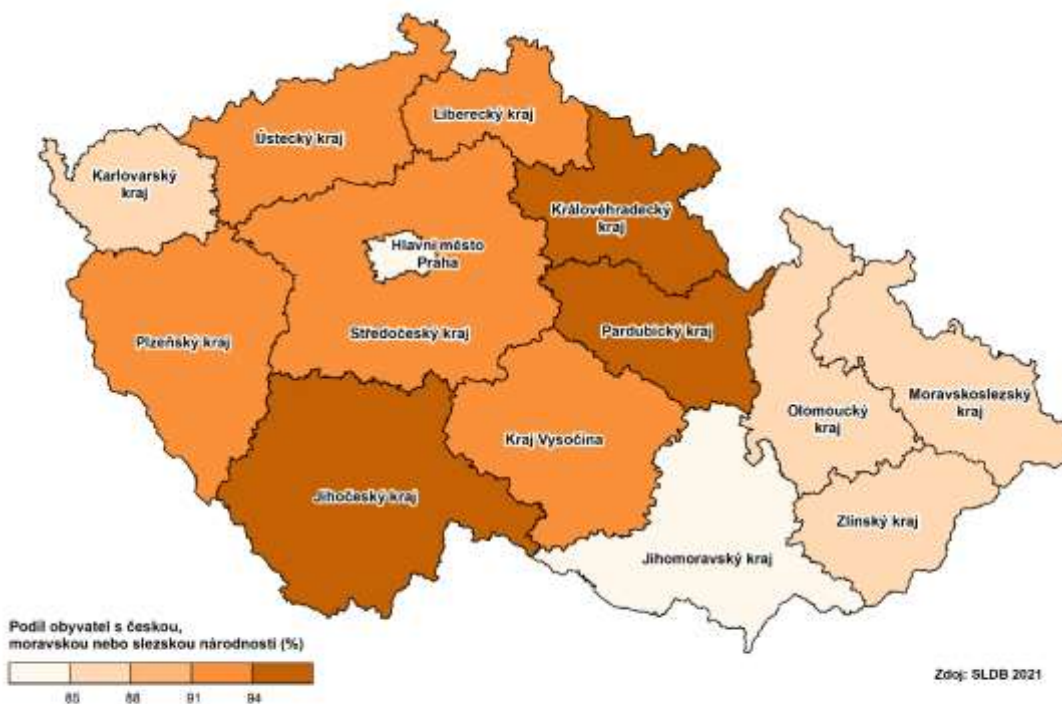 Liberecký kraj
Ústecký kraj
Karlovarský
kraj
Královéhradecký
kraj
Hlavní město
Praha
Středočeský kraj
Pardubický kraj
Plzeňský kraj
Moravskoslezský
kraj
Olomoucký
kraj
Kraj Vysočina
Jihočeský kraj
Zlínský kraj
Jihomoravský kraj
Podíl obyvatel s českou,
moravskou nebo slezskou národností (%)
85 88 91 94
Zdoj: SLDB 2021